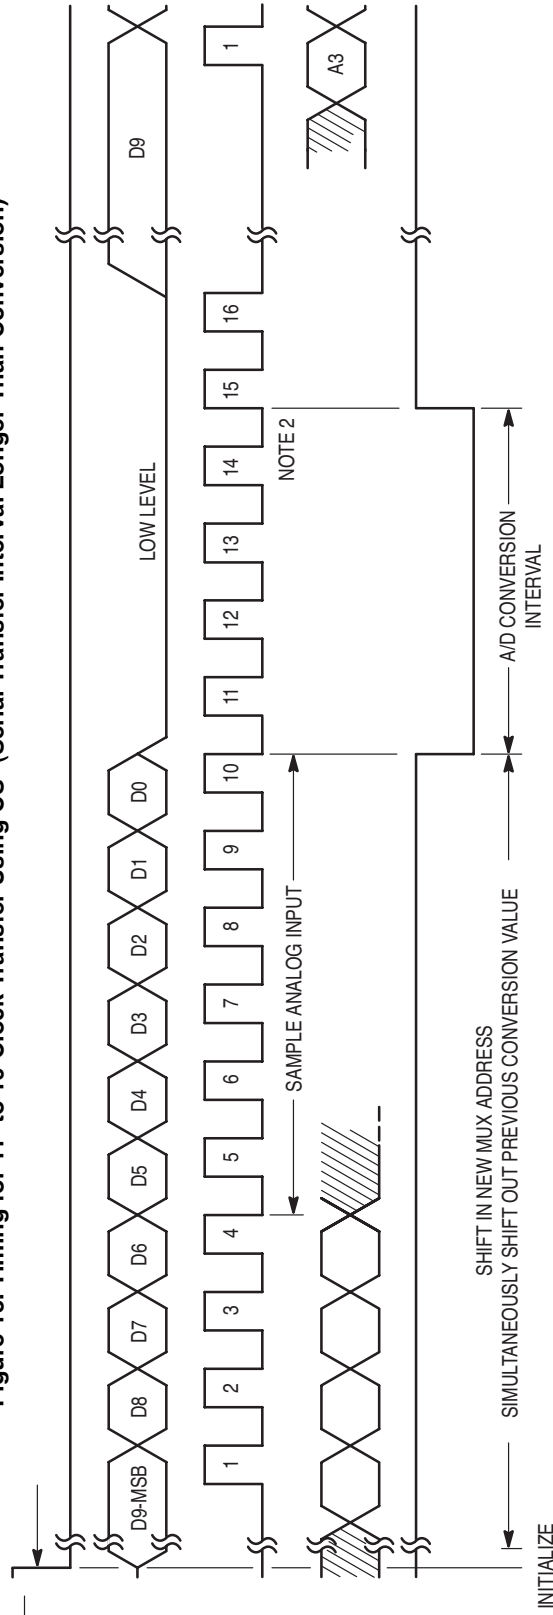 Timing for 11- to 16-Clock Transfer Using CS (Serial Transfer Interval Longer Than Conversion)
D9-MSB D8 D7 D6 D5 D4 D3 D2 D1 D0 LOW LEVEL D9
1 2 3 4 5 6 7 8 9 10 11 12 13 14 15 16 1
SAMPLE ANALOG INPUT
NOTE 2
A3
SHIFT IN NEW MUX ADDRESS
SIMULTANEOUSLY SHIFT OUT PREVIOUS CONVERSION VALUE
A/D CONVERSION
INTERVAL
INITIALIZE